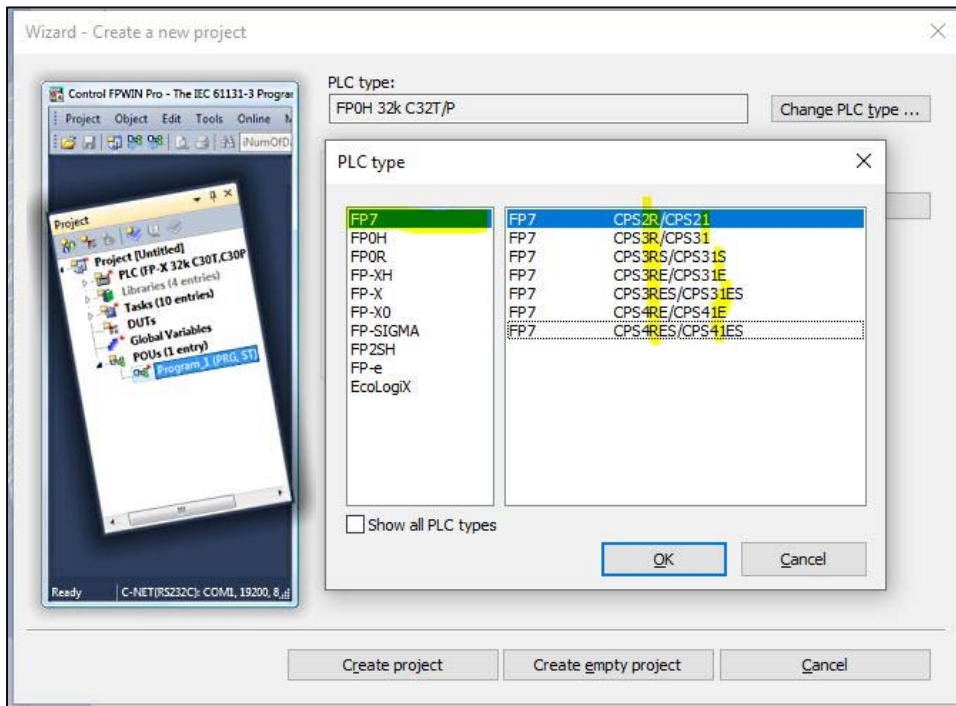 Wizard - Create a new project
Control FPWIN Pro - The IEC 61131-3 Program
Project Object Edit Tools Online
iNumOfD
Project
Project [Untitled]
PLC (FP-X 32k C30T,C30P
Libraries (4 entries)
Tasks (10 entries)
DUTs
Global Variables
POUs (1 entry)
Program_1 (PRG, ST)
Ready C-NET(RS232C): COM1, 19200, 8,
PLC type:
FP0H 32k C32T/P
Change PLC type ...
PLC type
FP7
FP0H
FP0R
FP-XH
FP-X
FP-X0
FP-SIGMA
FP2SH
FP-e
EcoLogiX
FP7 CPS2R/CPS21
FP7 CPS3R/CPS31
FP7 CPS3RS/CPS31S
FP7 CPS3RE/CPS31E
FP7 CPS3RES/CPS31ES
FP7 CPS4RE/CPS41E
FP7 CPS4RES/CPS41ES
Show all PLC types
OK
Cancel
Create project
Create empty project
Cancel